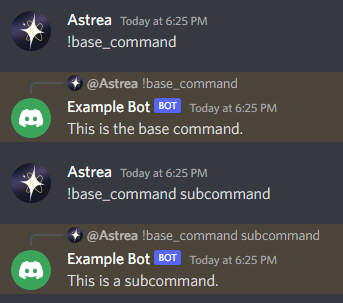 Astrea Today at 6:25 PM
!base_command
@Astrea !base_command
Example Bot BOT Today at 6:25 PM
This is the base command.
Astrea Today at 6:25 PM
!base_command subcommand
@Astrea !base_command subcommand
Example Bot BOT Today at 6:25 PM
This is a subcommand.